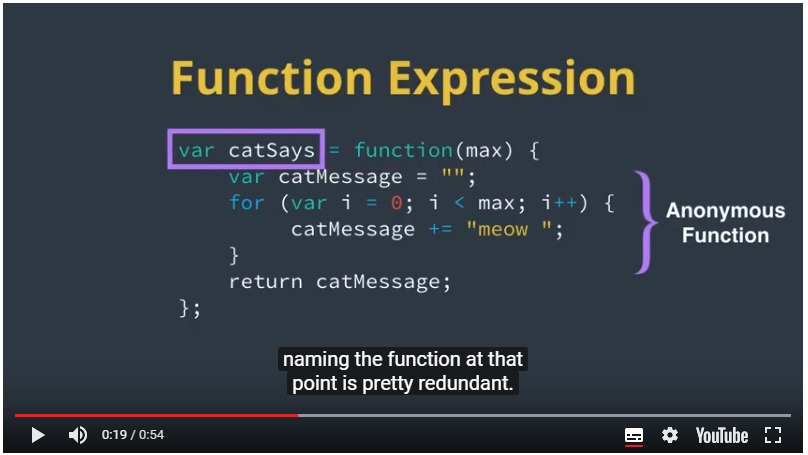 Function Expression
var catSays = function(max) {
var catMessage = "";
for (var i = 0; i < max; i++) {
catMessage += "meow ";
}
return catMessage;
};
Anonymous
Function
naming the function at that
point is pretty redundant.
0:19 / 0:54
YouTube